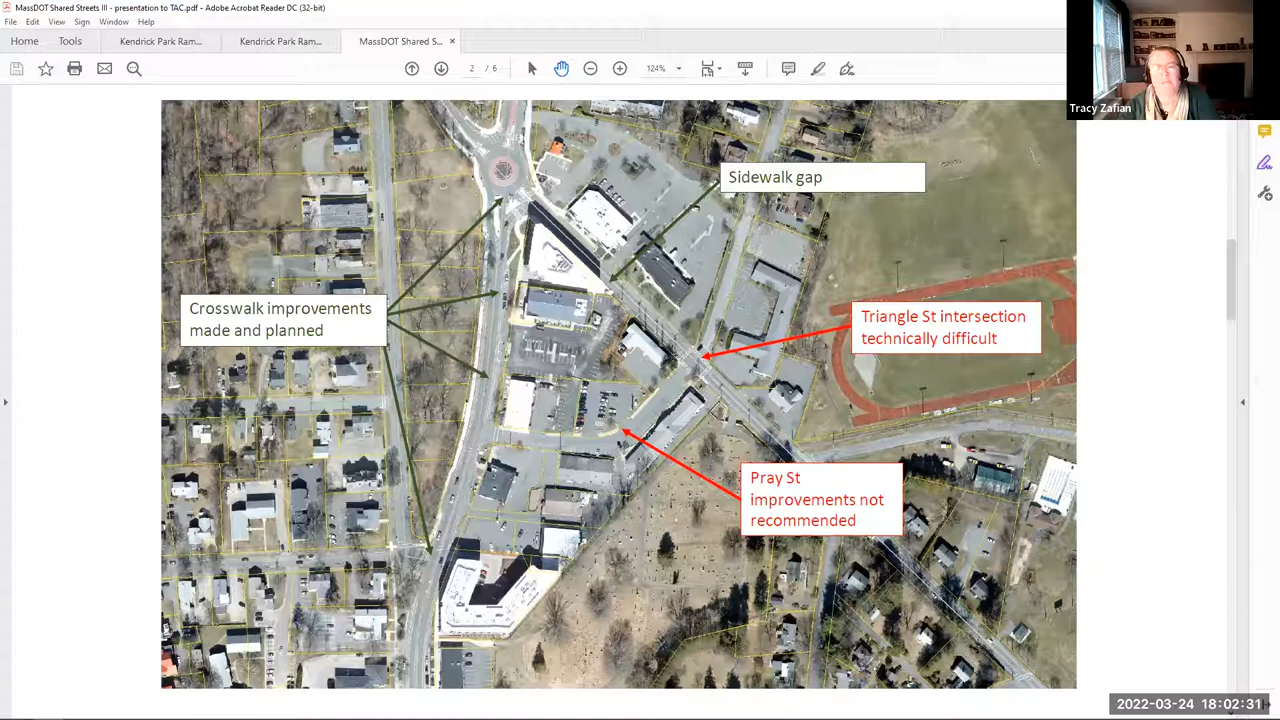 MassDOT Shared Streets III - presentation to TAC.pdf - Adobe Acrobat Reader DC (32-bit)
File Edit View Sign Window Help
Home Tools Kendrick Park Ram... Kendrick Park Ram... MassDOT Shared S... ×
2 / 6 124%
Tracy Zafian
Sidewalk gap
Crosswalk improvements
made and planned
Triangle St intersection
technically difficult
Pray St
improvements not
recommended
2022-03-24 18:02:31